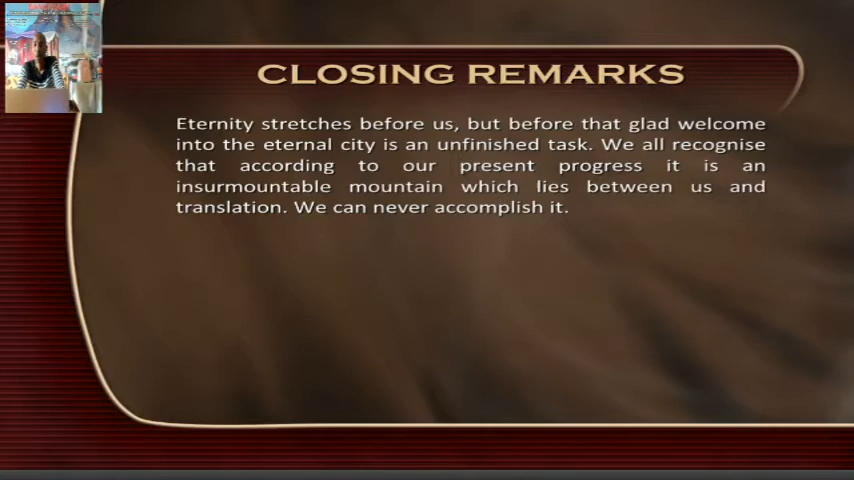 CLOSING REMARKS
Eternity stretches before us, but before that glad welcome
into the eternal city is an unfinished task. We all recognise
that according to our present progress it is an
insurmountable mountain which lies between us and
translation. We can never accomplish it.